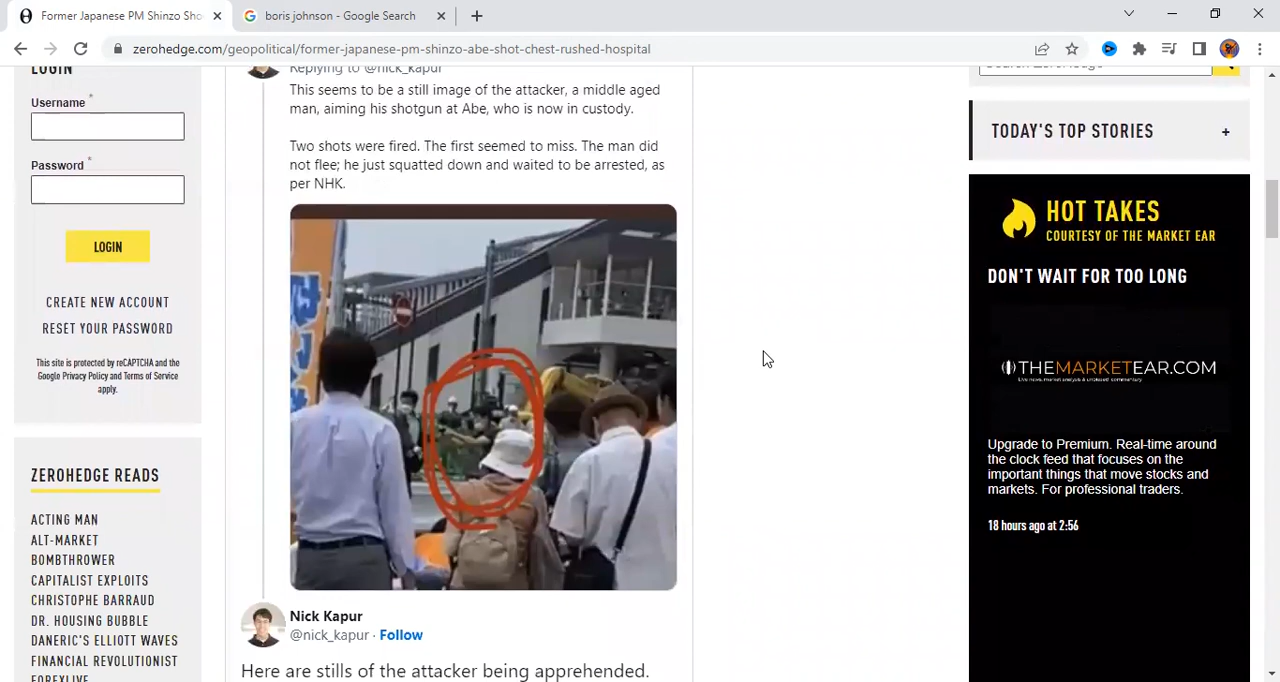 Former Japanese PM Shinzo Sho
boris johnson - Google Search
zerohedge.com/geopolitical/former-japanese-pm-shinzo-abe-shot-chest-rushed-hospital
LOGIN
Username *
Password *
LOGIN
CREATE NEW ACCOUNT
RESET YOUR PASSWORD
This site is protected by reCAPTCHA and the
Google Privacy Policy and Terms of Service
apply.
ZEROHEDGE READS
ACTING MAN
ALT-MARKET
BOMBTHROWER
CAPITALIST EXPLOITS
CHRISTOPHE BARRAUD
DR. HOUSING BUBBLE
DANERIC'S ELLIOTT WAVES
FINANCIAL REVOLUTIONIST
FOREXLIVE
Replying to @nick_kapur
This seems to be a still image of the attacker, a middle aged
man, aiming his shotgun at Abe, who is now in custody.
Two shots were fired. The first seemed to miss. The man did
not flee; he just squatted down and waited to be arrested, as
per NHK.
Nick Kapur
@nick_kapur · Follow
Here are stills of the attacker being apprehended.
Search ZeroHedge
TODAY'S TOP STORIES +
HOT TAKES
COURTESY OF THE MARKET EAR
DON'T WAIT FOR TOO LONG
THEMARKETEAR.COM
Live news, market analysis & unbiased commentary
Upgrade to Premium. Real-time around
the clock feed that focuses on the
important things that move stocks and
markets. For professional traders.
18 hours ago at 2:56